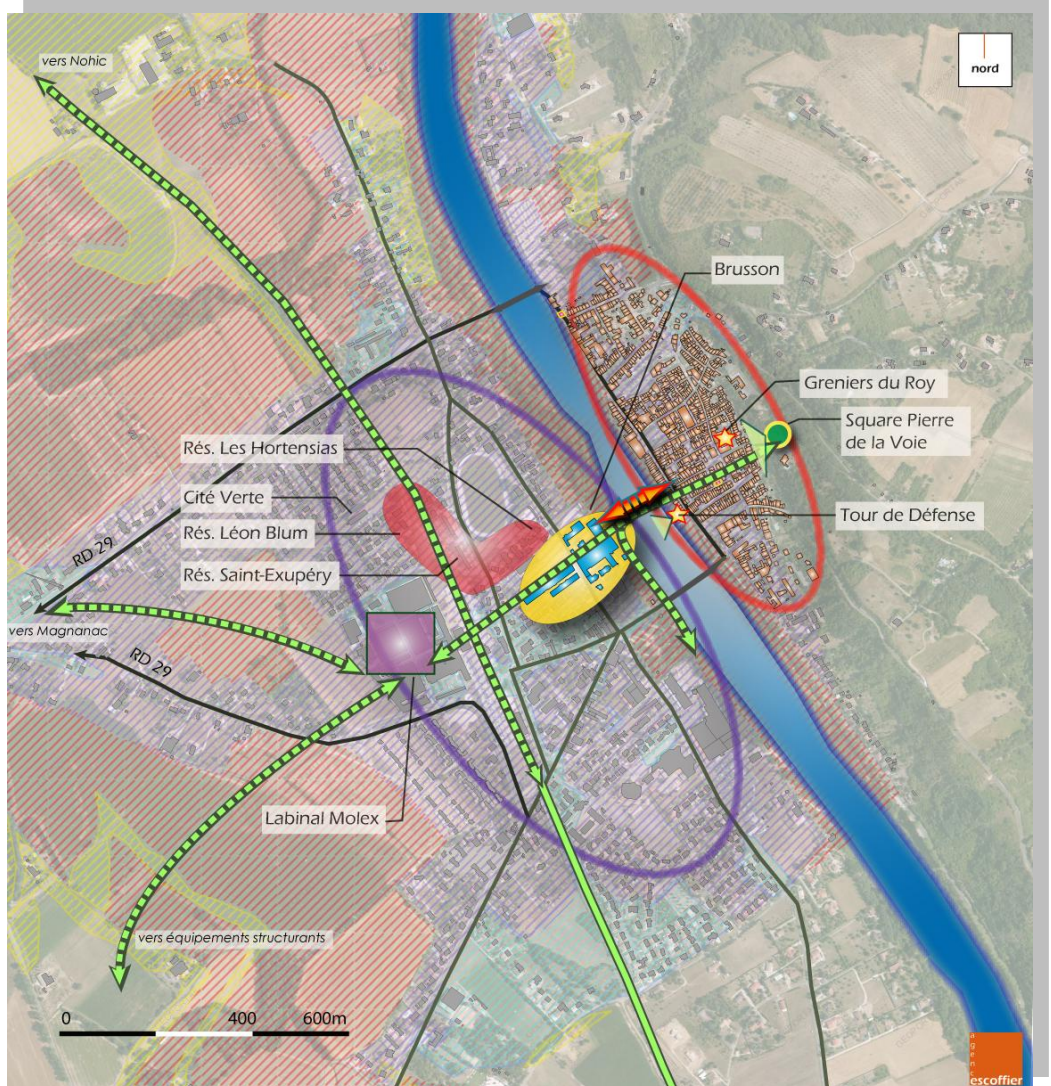 vers Nohic
nord
Brusson
Greniers du Roy
Square Pierre
de la Voie
Rés. Les Hortensias
Cité Verte
Tour de Défense
Rés. Léon Blum
RD 29
Rés. Saint-Exupéry
vers Magnanac
RD 29
Labinal Molex
vers équipements structurants
0 400 600m
agence
escoffier